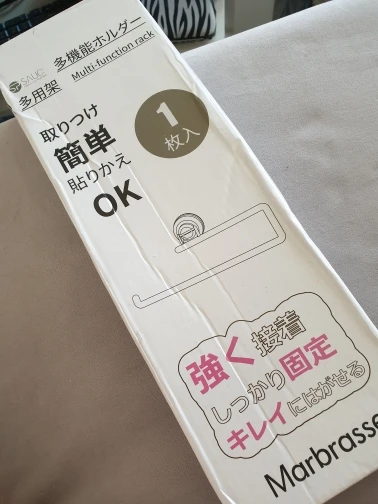 SAUCE
多機能ホルダー
多用架
Multi-function rack
取りつけ
簡単
貼りかえ
OK
1
枚入
強く接着
しっかり固定
キレイにはがせる